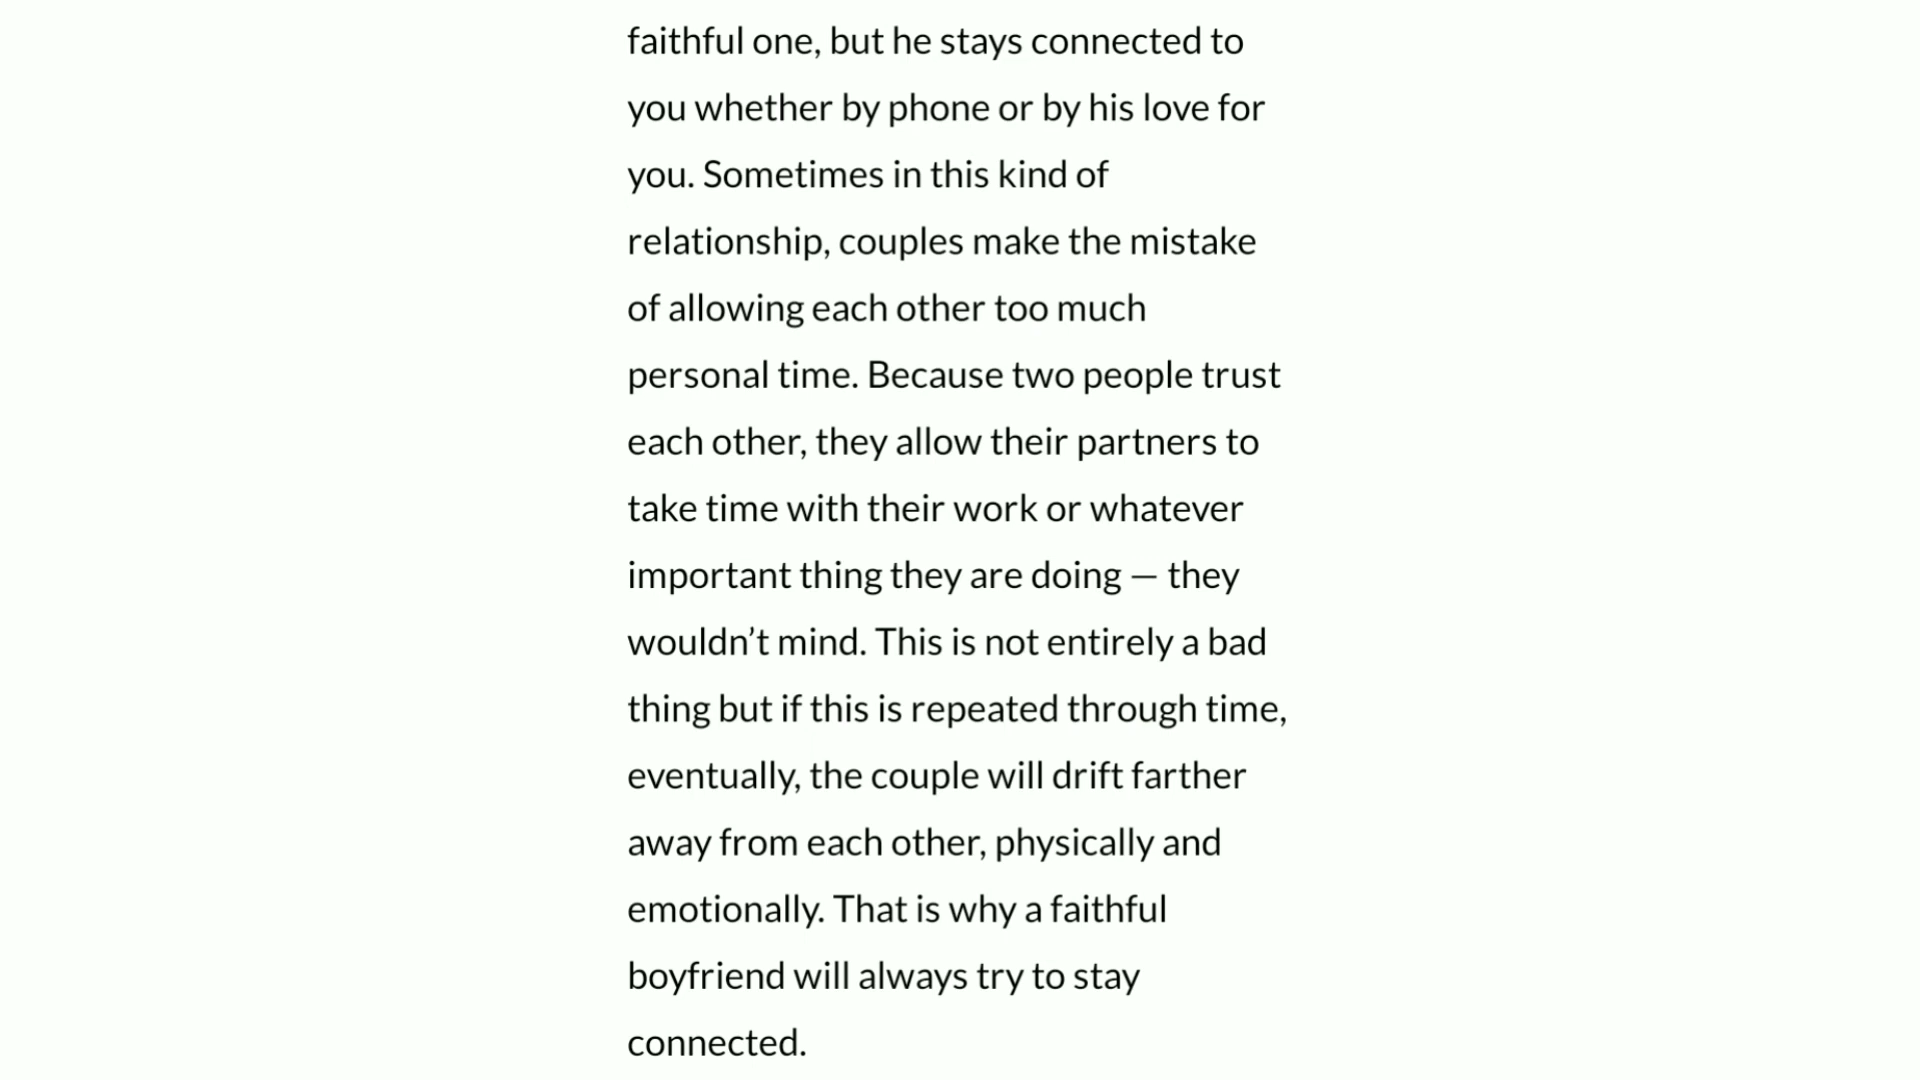 faithful one, but he stays connected to
you whether by phone or by his love for
you. Sometimes in this kind of
relationship, couples make the mistake
of allowing each other too much
personal time. Because two people trust
each other, they allow their partners to
take time with their work or whatever
important thing they are doing — they
wouldn’t mind. This is not entirely a bad
thing but if this is repeated through time,
eventually, the couple will drift farther
away from each other, physically and
emotionally. That is why a faithful
boyfriend will always try to stay
connected.